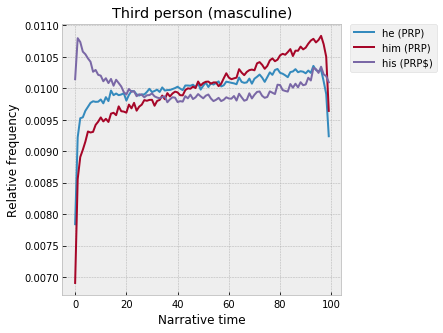 Third person (masculine)
he (PRP)
him (PRP)
his (PRP$)
Relative frequency
0.0110
0.0105
0.0100
0.0095
0.0090
0.0085
0.0080
0.0075
0.0070
0 20 40 60 80 100
Narrative time